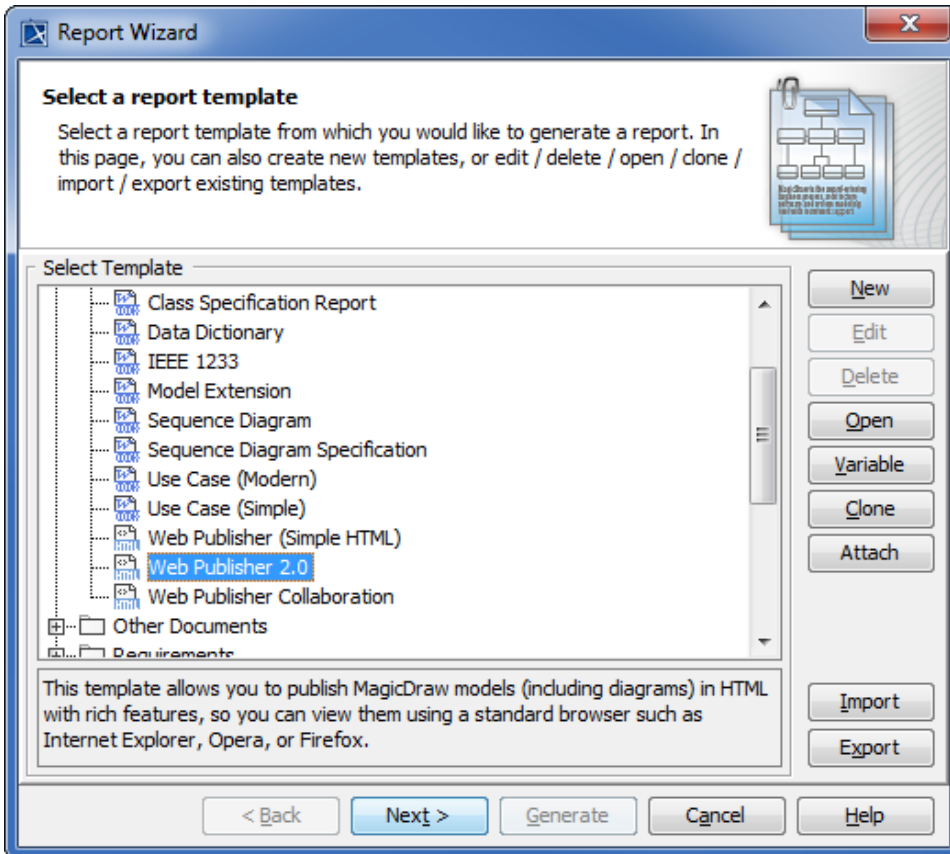 Report Wizard
Select a report template
Select a report template from which you would like to generate a report. In
this page, you can also create new templates, or edit / delete / open / clone /
import / export existing templates.
Select Template
Class Specification Report
Data Dictionary
IEEE 1233
Model Extension
Sequence Diagram
Sequence Diagram Specification
Use Case (Modern)
Use Case (Simple)
Web Publisher (Simple HTML)
Web Publisher 2.0
Web Publisher Collaboration
Other Documents
Requirements
New
Edit
Delete
Open
Variable
Clone
Attach
This template allows you to publish MagicDraw models (including diagrams) in HTML
with rich features, so you can view them using a standard browser such as
Internet Explorer, Opera, or Firefox.
Import
Export
< Back
Next >
Generate
Cancel
Help